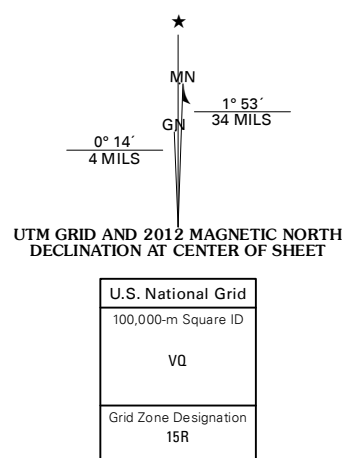 MN
1° 53´
34 MILS
GN
0° 14´
4 MILS
UTM GRID AND 2012 MAGNETIC NORTH
DECLINATION AT CENTER OF SHEET
U.S. National Grid
100,000-m Square ID
VQ
Grid Zone Designation
15R